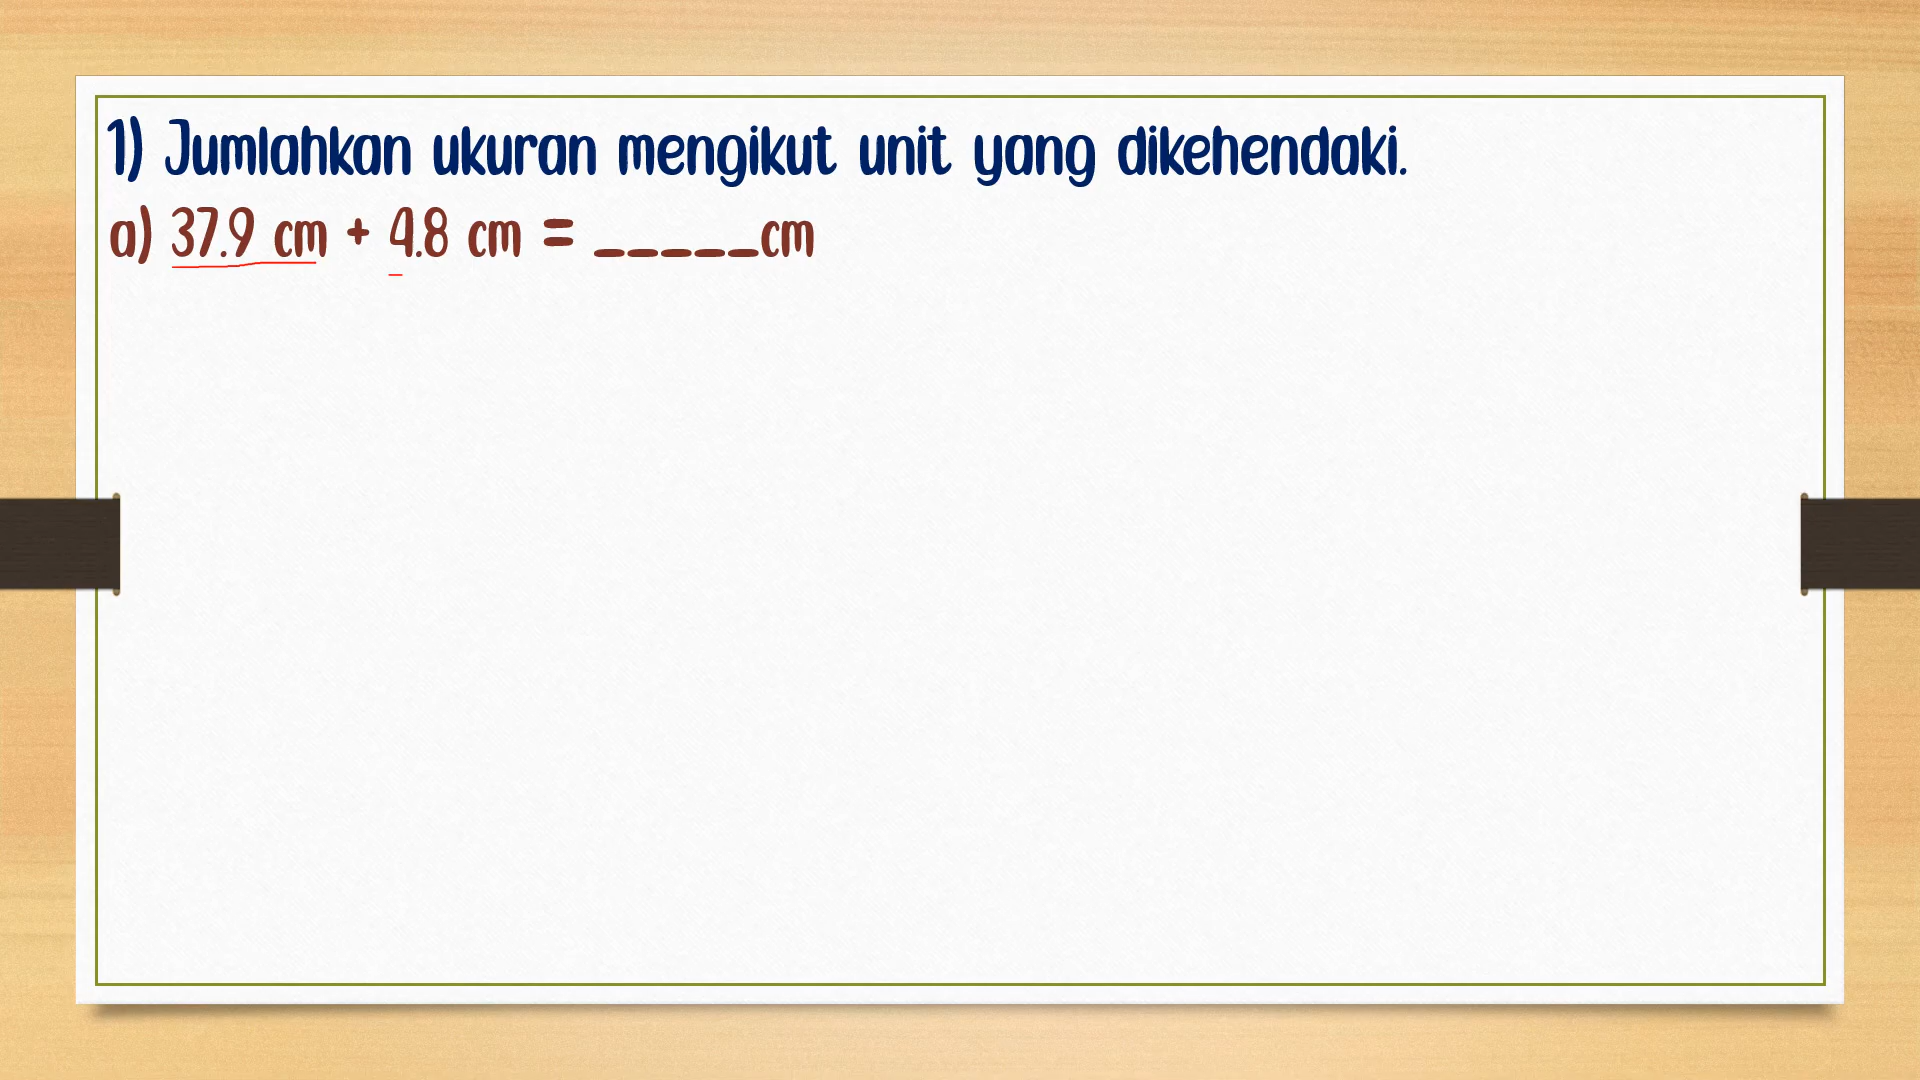 1) Jumlahkan ukuran mengikut unit yang dikehendaki.
a) 37.9 cm + 4.8 cm = _____cm